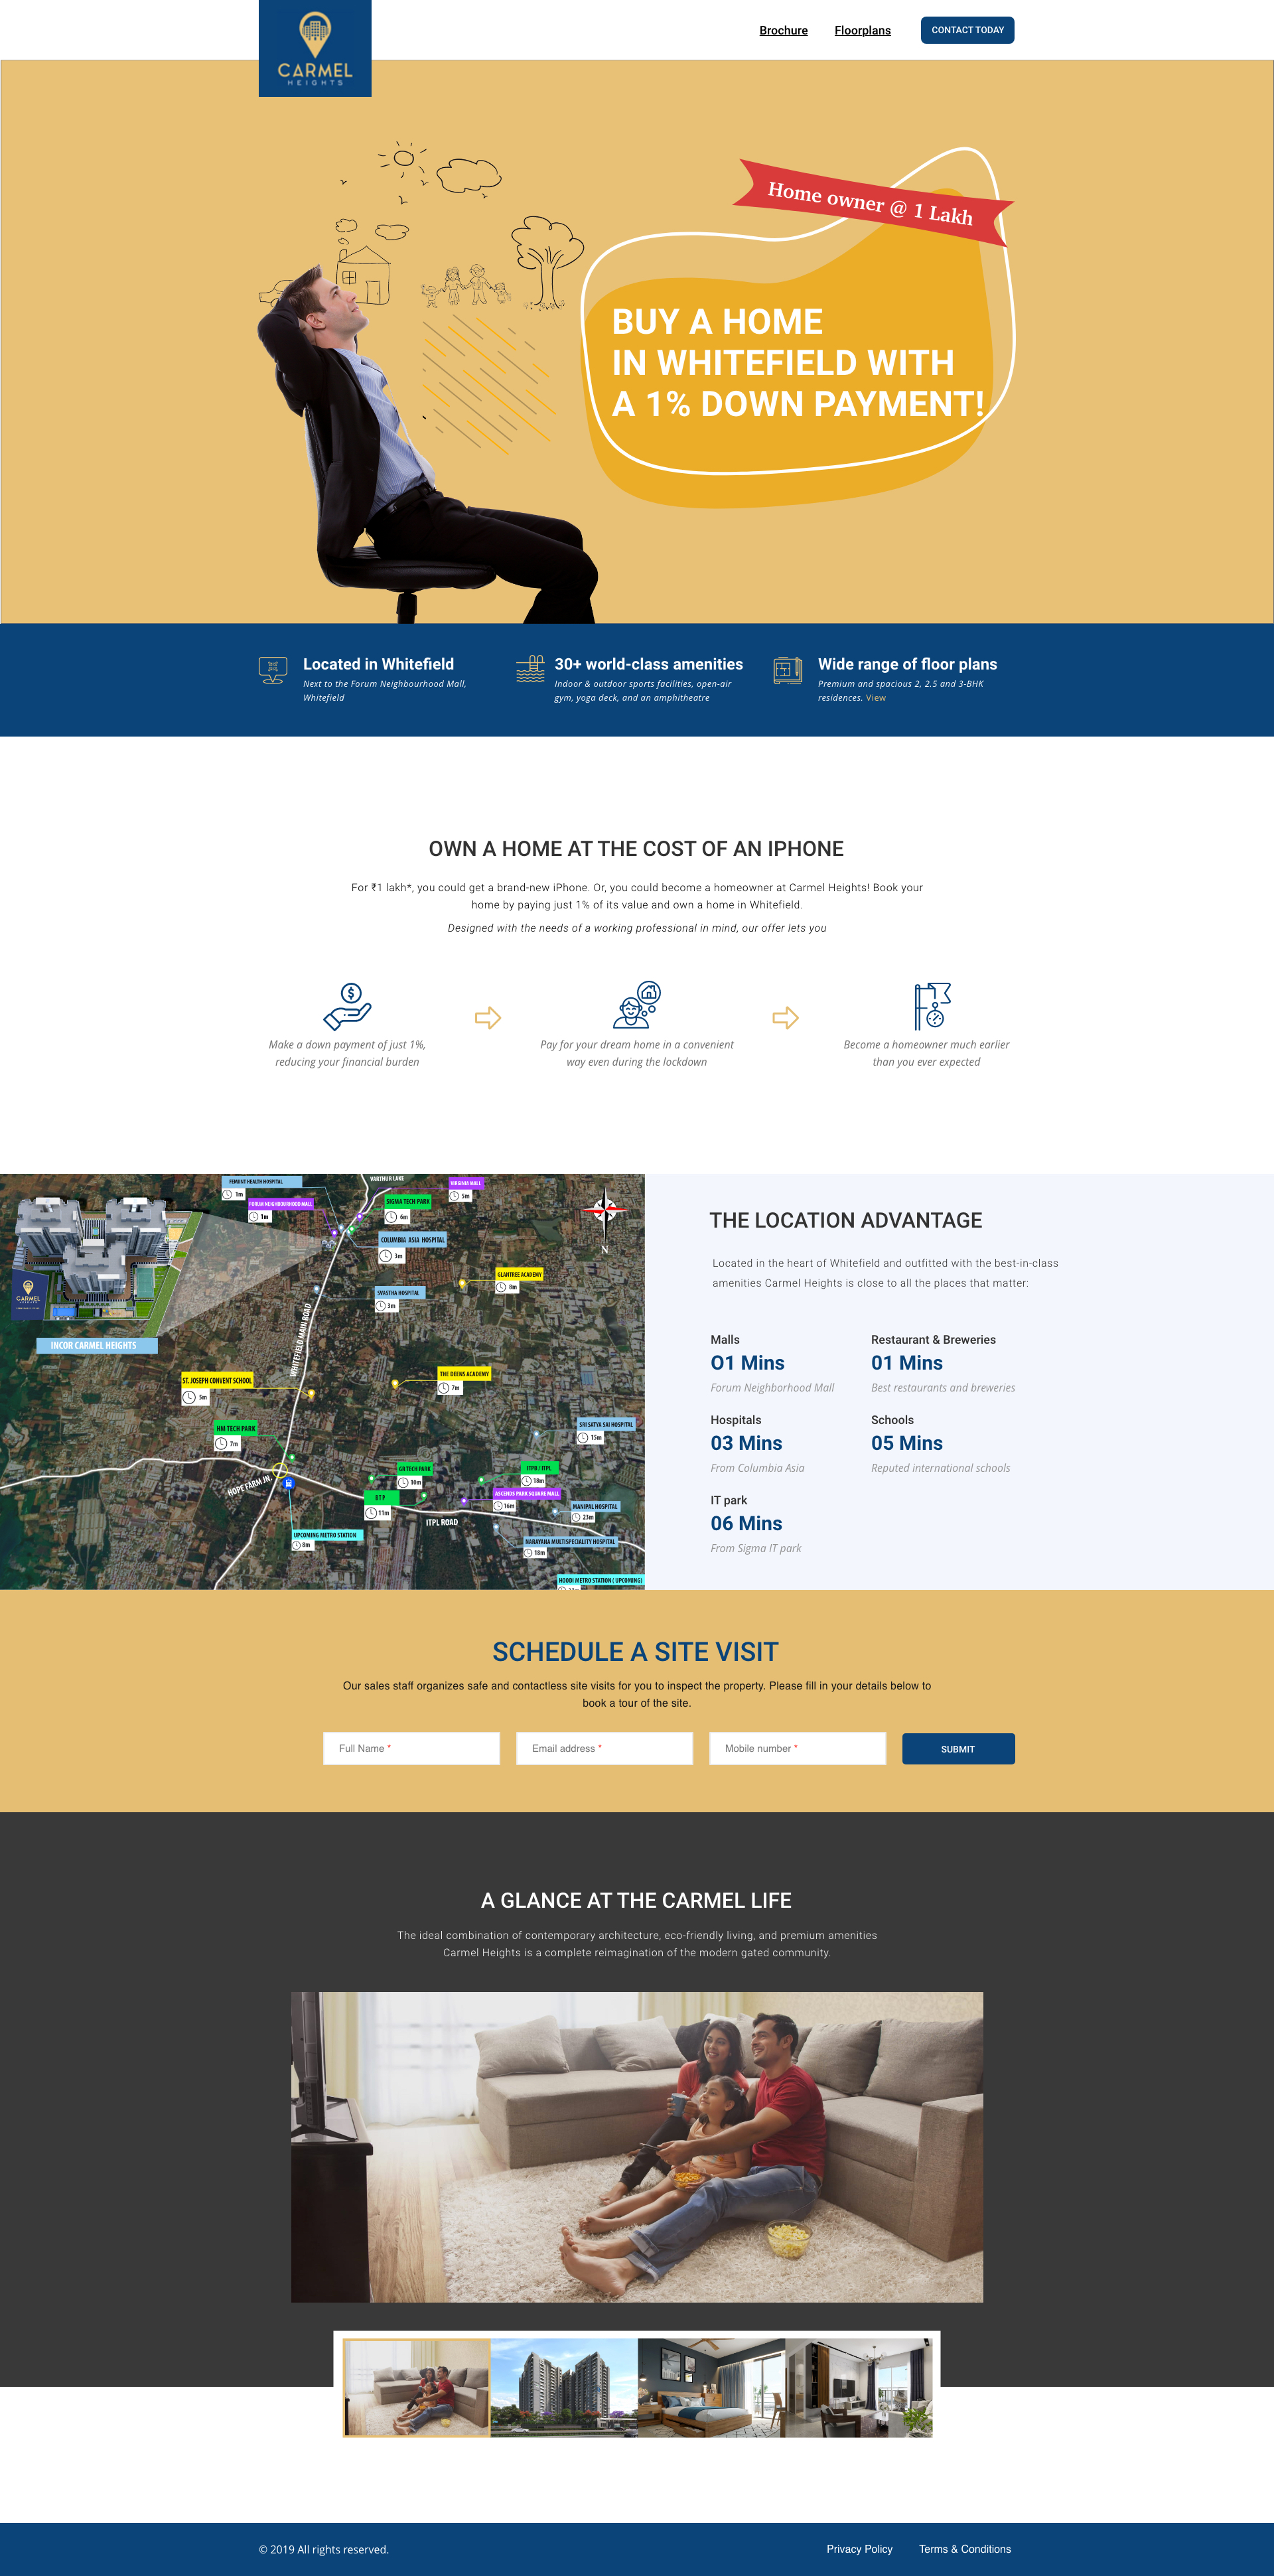 CARMEL
HEIGHTS
Brochure
Floorplans
CONTACT TODAY
Home owner @ 1 Lakh
BUY A HOME
IN WHITEFIELD WITH
A 1% DOWN PAYMENT!
Located in Whitefield
Next to the Forum Neighbourhood Mall,
Whitefield
30+ world-class amenities
Indoor & outdoor sports facilities, open-air
gym, yoga deck, and an amphitheatre
Wide range of floor plans
Premium and spacious 2, 2.5 and 3-BHK
residences. View
OWN A HOME AT THE COST OF AN IPHONE
For ₹1 lakh*, you could get a brand-new iPhone. Or, you could become a homeowner at Carmel Heights! Book your
home by paying just 1% of its value and own a home in Whitefield.
Designed with the needs of a working professional in mind, our offer lets you
Make a down payment of just 1%,
reducing your financial burden
Pay for your dream home in a convenient
way even during the lockdown
Become a homeowner much earlier
than you ever expected
FEMIINT HEALTH HOSPITAL
1m
FORUM NEIGHBOURHOOD MALL
1m
VARTHUR LAKE
VIRGINIA MALL
5m
SIGMA TECH PARK
6m
COLUMBIA ASIA HOSPITAL
3m
N
GLANTREE ACADEMY
8m
SVASTHA HOSPITAL
3m
CARMEL
HEIGHTS
INCOR CARMEL HEIGHTS
WHITEFIELD MAIN ROAD
ST. JOSEPH CONVENT SCHOOL
5m
THE DEENS ACADEMY
7m
HM TECH PARK
7m
SRI SATYA SAI HOSPITAL
15m
HOPE FARM JN.
GR TECH PARK
10m
ITPB / ITPL
18m
BTP
11m
ASCENDS PARK SQUARE MALL
16m
ITPL ROAD
MANIPAL HOSPITAL
23m
UPCOMING METRO STATION
8m
NARAYANA MULTISPECIALITY HOSPITAL
18m
HOODI METRO STATION ( UPCOMING)
THE LOCATION ADVANTAGE
Located in the heart of Whitefield and outfitted with the best-in-class
amenities Carmel Heights is close to all the places that matter:
Malls
O1 Mins
Forum Neighborhood Mall
Restaurant & Breweries
01 Mins
Best restaurants and breweries
Hospitals
03 Mins
From Columbia Asia
Schools
05 Mins
Reputed international schools
IT park
06 Mins
From Sigma IT park
SCHEDULE A SITE VISIT
Our sales staff organizes safe and contactless site visits for you to inspect the property. Please fill in your details below to
book a tour of the site.
Full Name *
Email address *
Mobile number *
SUBMIT
A GLANCE AT THE CARMEL LIFE
The ideal combination of contemporary architecture, eco-friendly living, and premium amenities
Carmel Heights is a complete reimagination of the modern gated community.
© 2019 All rights reserved.
Privacy Policy
Terms & Conditions